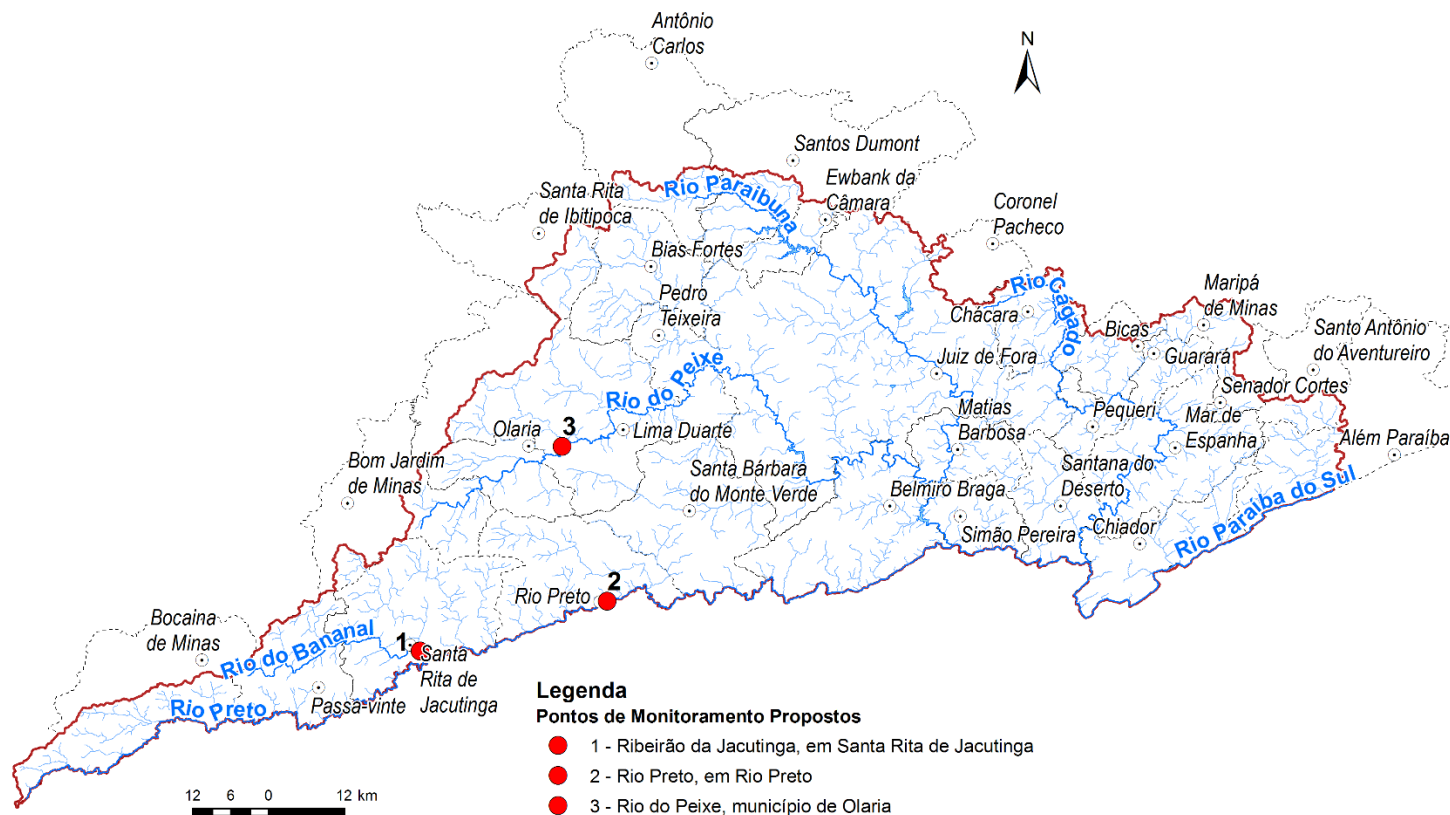 Antônio
Carlos
N
Santos Dumont
Ewbank da
Câmara
Rio Paraibuna
Santa Rita
de Ibitipoca
Coronel
Pacheco
Bias Fortes
Rio Cágado
Maripá
de Minas
Pedro
Teixeira
Chácara
Bicas
Santo Antônio
do Aventureiro
Juiz de Fora
Guarará
Rio do Peixe
Senador Cortes
Olaria
3
Lima Duarte
Matias
Barbosa
Pequeri
Mar de
Espanha
Além Paraíba
Bom Jardim
de Minas
Santa Bárbara
do Monte Verde
Santana do
Deserto
Belmiro Braga
Simão Pereira
Chiador
Rio Paraíba do Sul
Rio Preto
2
Bocaina
de Minas
Rio do Bananal
1
Santa
Rita de
Jacutinga
Passa-vinte
Rio Preto
Legenda
Pontos de Monitoramento Propostos
1 - Ribeirão da Jacutinga, em Santa Rita de Jacutinga
2 - Rio Preto, em Rio Preto
3 - Rio do Peixe, município de Olaria
12 6 0 12 km